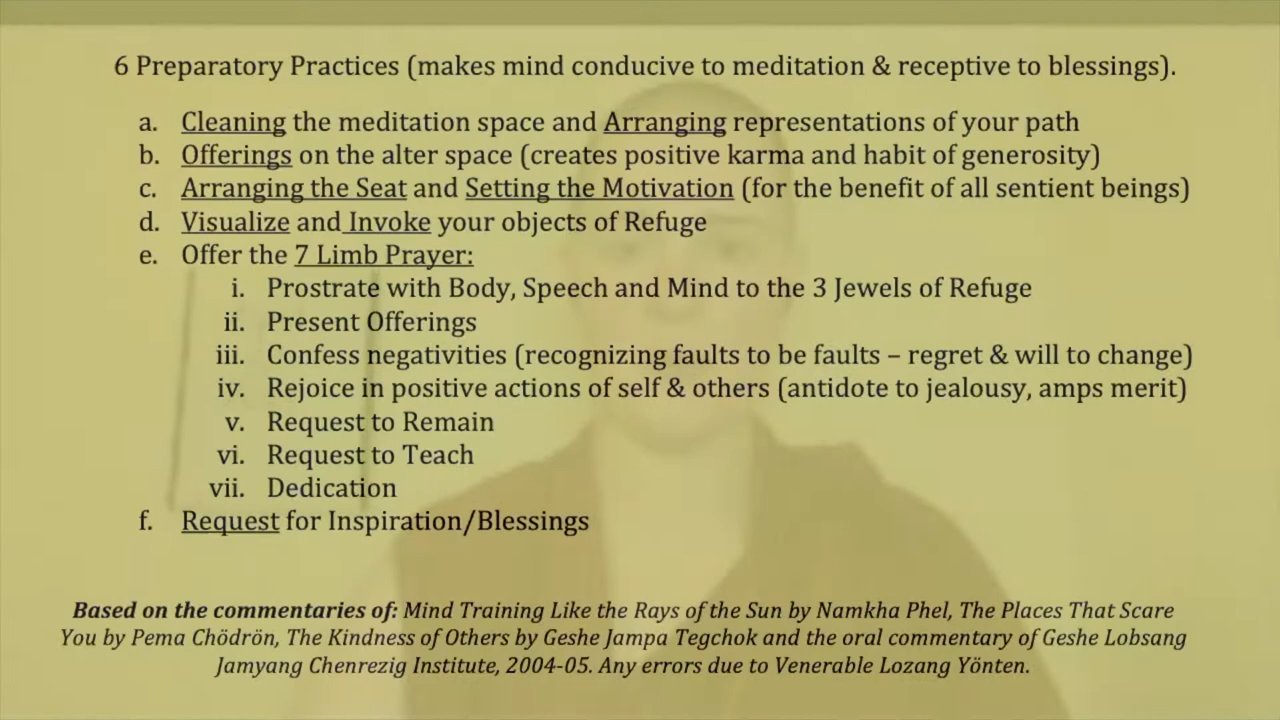 6 Preparatory Practices (makes mind conducive to meditation & receptive to blessings).
a. Cleaning the meditation space and Arranging representations of your path
b. Offerings on the alter space (creates positive karma and habit of generosity)
c. Arranging the Seat and Setting the Motivation (for the benefit of all sentient beings)
d. Visualize and Invoke your objects of Refuge
e. Offer the 7 Limb Prayer:
i. Prostrate with Body, Speech and Mind to the 3 Jewels of Refuge
ii. Present Offerings
iii. Confess negativities (recognizing faults to be faults – regret & will to change)
iv. Rejoice in positive actions of self & others (antidote to jealousy, amps merit)
v. Request to Remain
vi. Request to Teach
vii. Dedication
f. Request for Inspiration/Blessings
Based on the commentaries of: Mind Training Like the Rays of the Sun by Namkha Phel, The Places That Scare
You by Pema Chödrön, The Kindness of Others by Geshe Jampa Tegchok and the oral commentary of Geshe Lobsang
Jamyang Chenrezig Institute, 2004-05. Any errors due to Venerable Lozang Yönten.